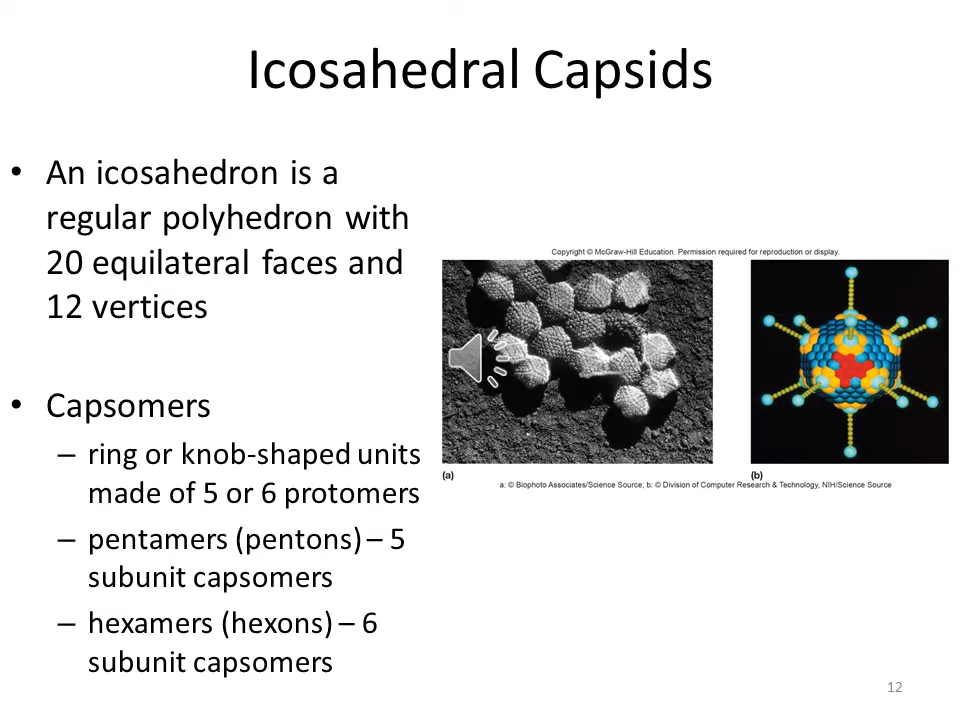 Icosahedral Capsids
• An icosahedron is a
regular polyhedron with
20 equilateral faces and
12 vertices
• Capsomers
– ring or knob-shaped units
made of 5 or 6 protomers
– pentamers (pentons) – 5
subunit capsomers
– hexamers (hexons) – 6
subunit capsomers
Copyright © McGraw-Hill Education. Permission required for reproduction or display.
(a) (b)
a: © Biophoto Associates/Science Source; b: © Division of Computer Research & Technology, NIH/Science Source
12